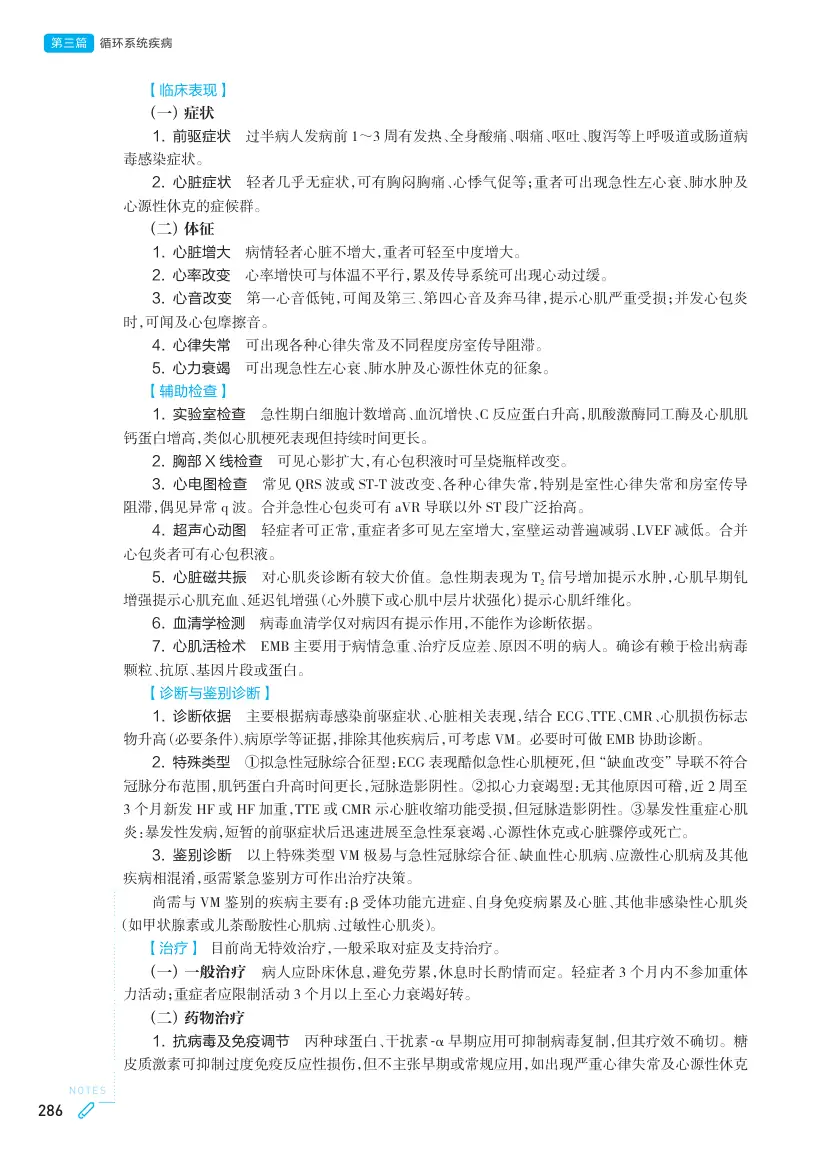 第三篇 循环系统疾病
【临床表现】
（一）症状
1. 前驱症状 过半病人发病前 1～3 周有发热、全身酸痛、咽痛、呕吐、腹泻等上呼吸道或肠道病
毒感染症状。
2. 心脏症状 轻者几乎无症状,可有胸闷胸痛、心悸气促等;重者可出现急性左心衰、肺水肿及
心源性休克的症候群。
（二）体征
1. 心脏增大 病情轻者心脏不增大,重者可轻至中度增大。
2. 心率改变 心率增快可与体温不平行,累及传导系统可出现心动过缓。
3. 心音改变 第一心音低钝,可闻及第三、第四心音及奔马律,提示心肌严重受损;并发心包炎
时,可闻及心包摩擦音。
4. 心律失常 可出现各种心律失常及不同程度房室传导阻滞。
5. 心力衰竭 可出现急性左心衰、肺水肿及心源性休克的征象。
【辅助检查】
1. 实验室检查 急性期白细胞计数增高、血沉增快、C 反应蛋白升高,肌酸激酶同工酶及心肌肌
钙蛋白增高,类似心肌梗死表现但持续时间更长。
2. 胸部 X 线检查 可见心影扩大,有心包积液时可呈烧瓶样改变。
3. 心电图检查 常见 QRS 波或 ST-T 波改变、各种心律失常,特别是室性心律失常和房室传导
阻滞,偶见异常 q 波。合并急性心包炎可有 aVR 导联以外 ST 段广泛抬高。
4. 超声心动图 轻症者可正常,重症者多可见左室增大,室壁运动普遍减弱、LVEF 减低。合并
心包炎者可有心包积液。
5. 心脏磁共振 对心肌炎诊断有较大价值。急性期表现为 T₂ 信号增加提示水肿,心肌早期钆
增强提示心肌充血、延迟钆增强（心外膜下或心肌中层片状强化）提示心肌纤维化。
6. 血清学检测 病毒血清学仅对病因有提示作用,不能作为诊断依据。
7. 心肌活检术 EMB 主要用于病情急重、治疗反应差、原因不明的病人。确诊有赖于检出病毒
颗粒、抗原、基因片段或蛋白。
【诊断与鉴别诊断】
1. 诊断依据 主要根据病毒感染前驱症状、心脏相关表现,结合 ECG、TTE、CMR、心肌损伤标志
物升高（必要条件）、病原学等证据,排除其他疾病后,可考虑 VM。必要时可做 EMB 协助诊断。
2. 特殊类型 ①拟急性冠脉综合征型:ECG 表现酷似急性心肌梗死,但“缺血改变”导联不符合
冠脉分布范围,肌钙蛋白升高时间更长,冠脉造影阴性。②拟心力衰竭型:无其他原因可稽,近 2 周至
3 个月新发 HF 或 HF 加重,TTE 或 CMR 示心脏收缩功能受损,但冠脉造影阴性。③暴发性重症心肌
炎:暴发性发病,短暂的前驱症状后迅速进展至急性泵衰竭、心源性休克或心脏骤停或死亡。
3. 鉴别诊断 以上特殊类型 VM 极易与急性冠脉综合征、缺血性心肌病、应激性心肌病及其他
疾病相混淆,亟需紧急鉴别方可作出治疗决策。
尚需与 VM 鉴别的疾病主要有:β 受体功能亢进症、自身免疫病累及心脏、其他非感染性心肌炎
（如甲状腺素或儿茶酚胺性心肌病、过敏性心肌炎）。
【治疗】 目前尚无特效治疗,一般采取对症及支持治疗。
（一）一般治疗 病人应卧床休息,避免劳累,休息时长酌情而定。轻症者 3 个月内不参加重体
力活动;重症者应限制活动 3 个月以上至心力衰竭好转。
（二）药物治疗
1. 抗病毒及免疫调节 丙种球蛋白、干扰素-α 早期应用可抑制病毒复制,但其疗效不确切。糖
皮质激素可抑制过度免疫反应性损伤,但不主张早期或常规应用,如出现严重心律失常及心源性休克
NOTES
286